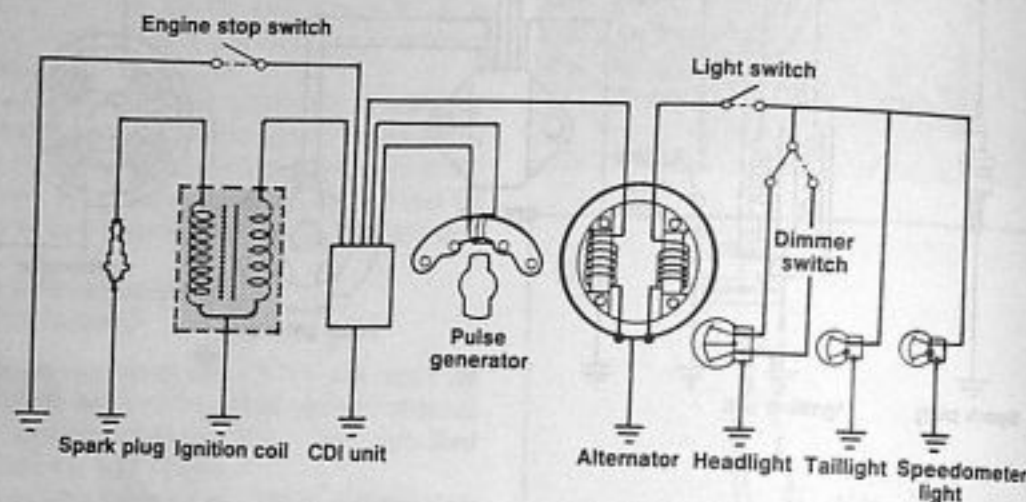 Engine stop switch
Light switch
Dimmer
switch
Pulse
generator
Spark plug
Ignition coil
CDI unit
Alternator
Headlight
Taillight
Speedometer
light